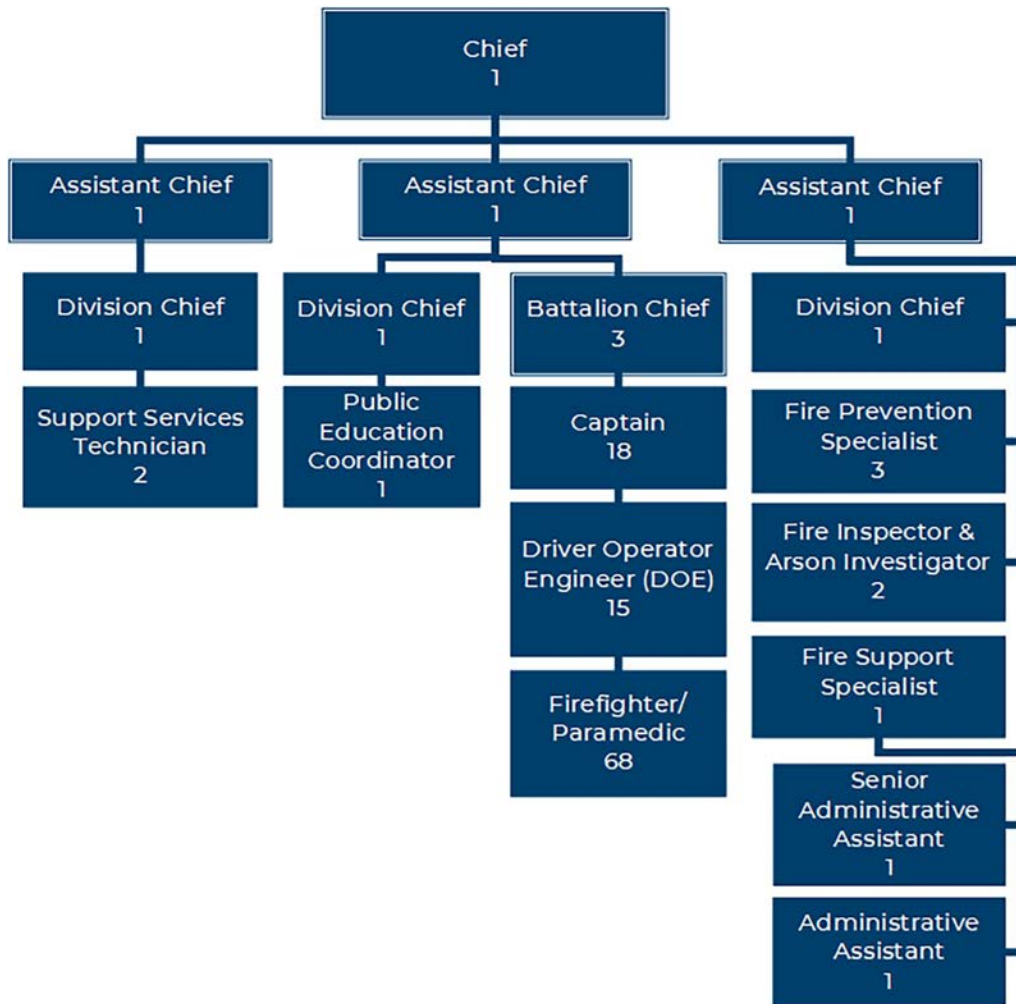 Chief
1
Assistant Chief
1
Assistant Chief
1
Assistant Chief
1
Division Chief
1
Division Chief
1
Battalion Chief
3
Division Chief
1
Support Services
Technician
2
Public
Education
Coordinator
1
Captain
18
Fire Prevention
Specialist
3
Driver Operator
Engineer (DOE)
15
Fire Inspector &
Arson Investigator
2
Firefighter/
Paramedic
68
Fire Support
Specialist
1
Senior
Administrative
Assistant
1
Administrative
Assistant
1